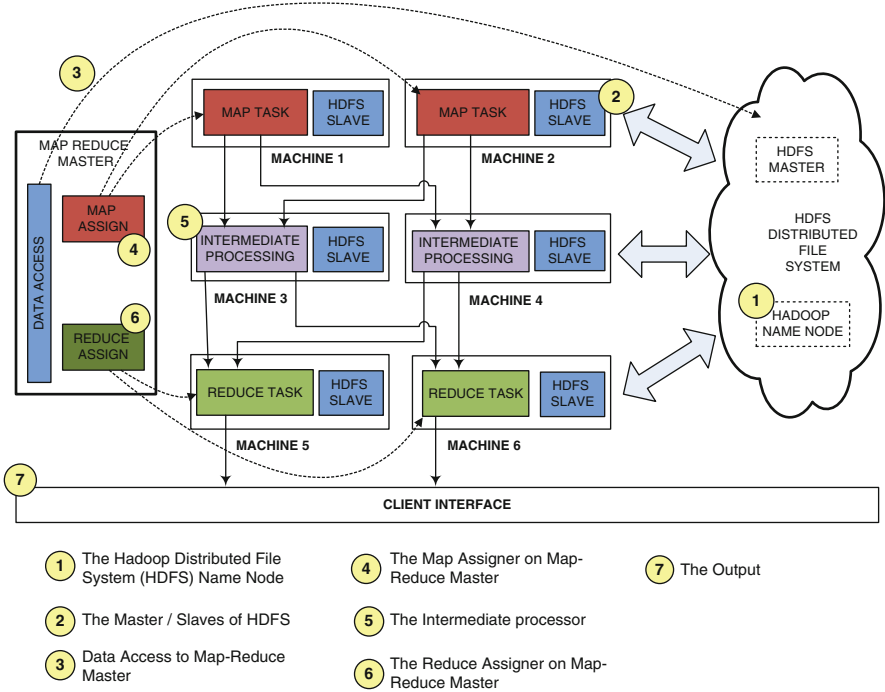 3
MAP TASK
HDFS
SLAVE
MACHINE 1
MAP TASK
HDFS
SLAVE
2
MACHINE 2
MAP REDUCE
MASTER
DATA ACCESS
MAP
ASSIGN
4
6
REDUCE
ASSIGN
5
INTERMEDIATE
PROCESSING
HDFS
SLAVE
MACHINE 3
INTERMEDIATE
PROCESSING
HDFS
SLAVE
MACHINE 4
REDUCE TASK
HDFS
SLAVE
MACHINE 5
REDUCE TASK
HDFS
SLAVE
MACHINE 6
HDFS
MASTER
HDFS
DISTRIBUTED
FILE
SYSTEM
1
HADOOP
NAME NODE
7
CLIENT INTERFACE
1 The Hadoop Distributed File
System (HDFS) Name Node
2 The Master / Slaves of HDFS
3 Data Access to Map-Reduce
Master
4 The Map Assigner on Map-
Reduce Master
5 The Intermediate processor
6 The Reduce Assigner on Map-
Reduce Master
7 The Output